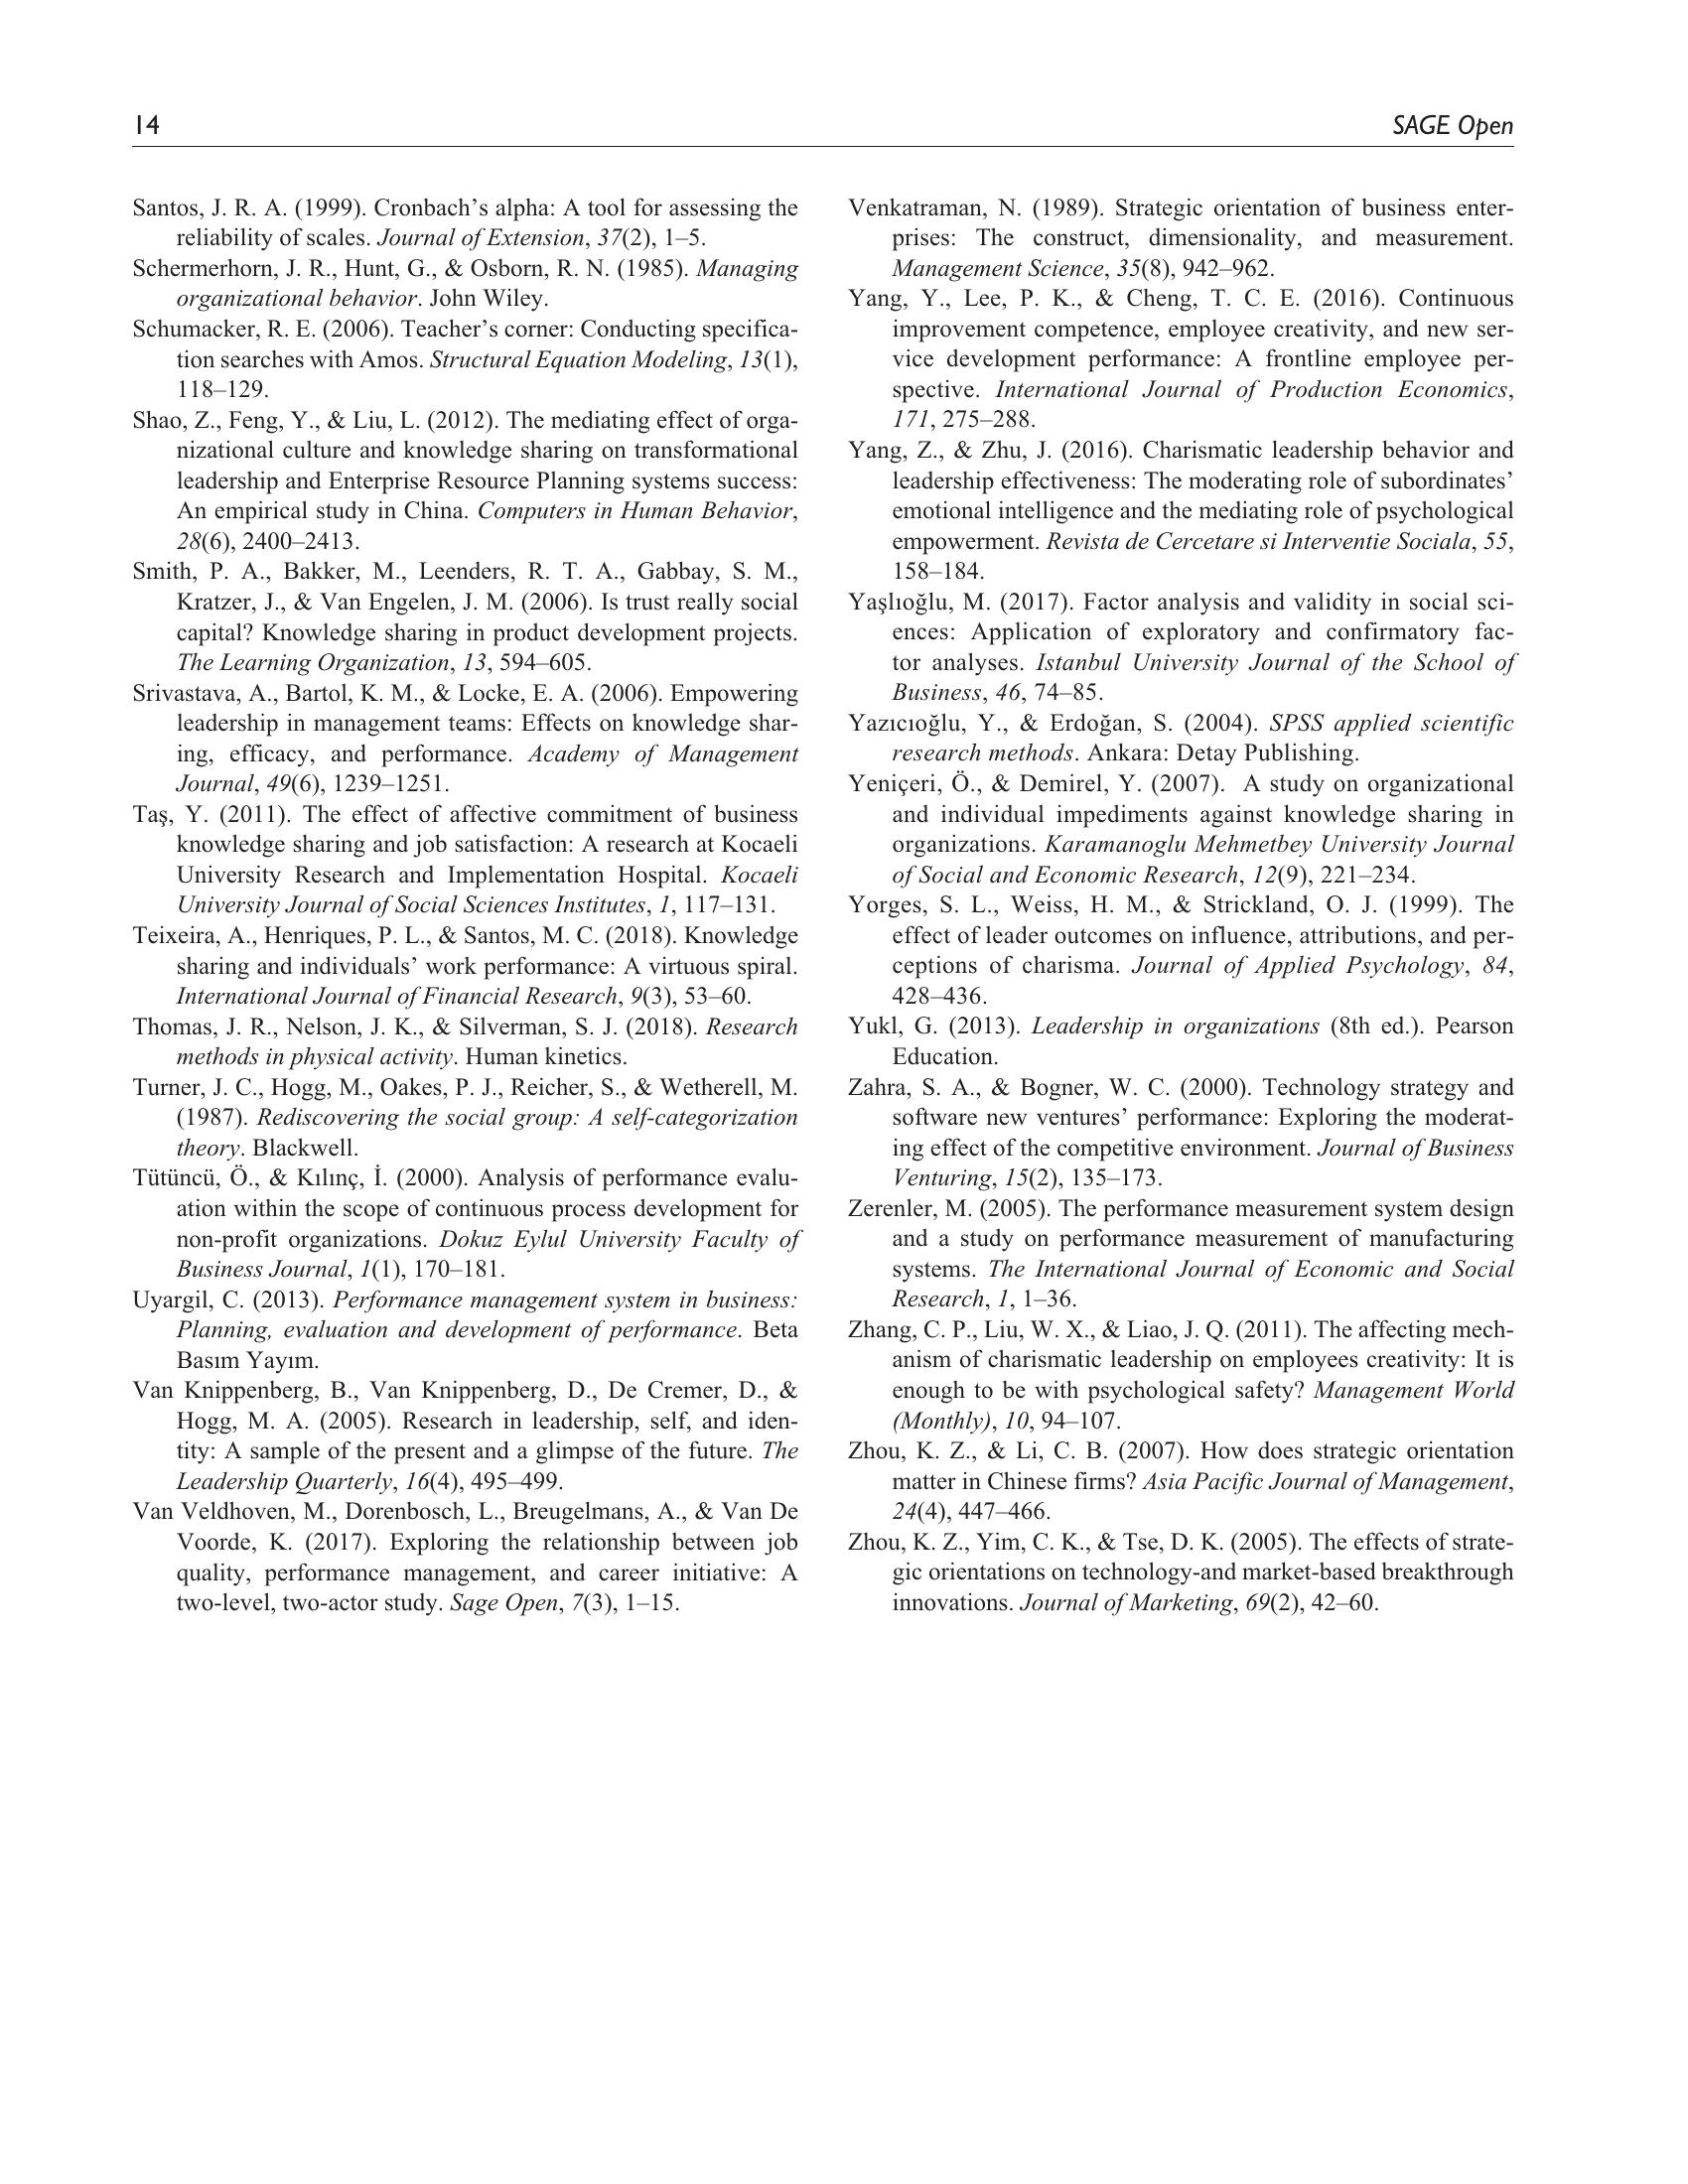 14
SAGE Open
Santos, J. R. A. (1999). Cronbach’s alpha: A tool for assessing the
reliability of scales. Journal of Extension, 37(2), 1–5.
Schermerhorn, J. R., Hunt, G., & Osborn, R. N. (1985). Managing
organizational behavior. John Wiley.
Schumacker, R. E. (2006). Teacher’s corner: Conducting specifica-
tion searches with Amos. Structural Equation Modeling, 13(1),
118–129.
Shao, Z., Feng, Y., & Liu, L. (2012). The mediating effect of orga-
nizational culture and knowledge sharing on transformational
leadership and Enterprise Resource Planning systems success:
An empirical study in China. Computers in Human Behavior,
28(6), 2400–2413.
Smith, P. A., Bakker, M., Leenders, R. T. A., Gabbay, S. M.,
Kratzer, J., & Van Engelen, J. M. (2006). Is trust really social
capital? Knowledge sharing in product development projects.
The Learning Organization, 13, 594–605.
Srivastava, A., Bartol, K. M., & Locke, E. A. (2006). Empowering
leadership in management teams: Effects on knowledge shar-
ing, efficacy, and performance. Academy of Management
Journal, 49(6), 1239–1251.
Taş, Y. (2011). The effect of affective commitment of business
knowledge sharing and job satisfaction: A research at Kocaeli
University Research and Implementation Hospital. Kocaeli
University Journal of Social Sciences Institutes, 1, 117–131.
Teixeira, A., Henriques, P. L., & Santos, M. C. (2018). Knowledge
sharing and individuals’ work performance: A virtuous spiral.
International Journal of Financial Research, 9(3), 53–60.
Thomas, J. R., Nelson, J. K., & Silverman, S. J. (2018). Research
methods in physical activity. Human kinetics.
Turner, J. C., Hogg, M., Oakes, P. J., Reicher, S., & Wetherell, M.
(1987). Rediscovering the social group: A self-categorization
theory. Blackwell.
Tütüncü, Ö., & Kılınç, İ. (2000). Analysis of performance evalu-
ation within the scope of continuous process development for
non-profit organizations. Dokuz Eylul University Faculty of
Business Journal, 1(1), 170–181.
Uyargil, C. (2013). Performance management system in business:
Planning, evaluation and development of performance. Beta
Basım Yayım.
Van Knippenberg, B., Van Knippenberg, D., De Cremer, D., &
Hogg, M. A. (2005). Research in leadership, self, and iden-
tity: A sample of the present and a glimpse of the future. The
Leadership Quarterly, 16(4), 495–499.
Van Veldhoven, M., Dorenbosch, L., Breugelmans, A., & Van De
Voorde, K. (2017). Exploring the relationship between job
quality, performance management, and career initiative: A
two-level, two-actor study. Sage Open, 7(3), 1–15.
Venkatraman, N. (1989). Strategic orientation of business enter-
prises: The construct, dimensionality, and measurement.
Management Science, 35(8), 942–962.
Yang, Y., Lee, P. K., & Cheng, T. C. E. (2016). Continuous
improvement competence, employee creativity, and new ser-
vice development performance: A frontline employee per-
spective. International Journal of Production Economics,
171, 275–288.
Yang, Z., & Zhu, J. (2016). Charismatic leadership behavior and
leadership effectiveness: The moderating role of subordinates’
emotional intelligence and the mediating role of psychological
empowerment. Revista de Cercetare si Interventie Sociala, 55,
158–184.
Yaşlıoğlu, M. (2017). Factor analysis and validity in social sci-
ences: Application of exploratory and confirmatory fac-
tor analyses. Istanbul University Journal of the School of
Business, 46, 74–85.
Yazıcıoğlu, Y., & Erdoğan, S. (2004). SPSS applied scientific
research methods. Ankara: Detay Publishing.
Yeniçeri, Ö., & Demirel, Y. (2007). A study on organizational
and individual impediments against knowledge sharing in
organizations. Karamanoglu Mehmetbey University Journal
of Social and Economic Research, 12(9), 221–234.
Yorges, S. L., Weiss, H. M., & Strickland, O. J. (1999). The
effect of leader outcomes on influence, attributions, and per-
ceptions of charisma. Journal of Applied Psychology, 84,
428–436.
Yukl, G. (2013). Leadership in organizations (8th ed.). Pearson
Education.
Zahra, S. A., & Bogner, W. C. (2000). Technology strategy and
software new ventures’ performance: Exploring the moderat-
ing effect of the competitive environment. Journal of Business
Venturing, 15(2), 135–173.
Zerenler, M. (2005). The performance measurement system design
and a study on performance measurement of manufacturing
systems. The International Journal of Economic and Social
Research, 1, 1–36.
Zhang, C. P., Liu, W. X., & Liao, J. Q. (2011). The affecting mech-
anism of charismatic leadership on employees creativity: It is
enough to be with psychological safety? Management World
(Monthly), 10, 94–107.
Zhou, K. Z., & Li, C. B. (2007). How does strategic orientation
matter in Chinese firms? Asia Pacific Journal of Management,
24(4), 447–466.
Zhou, K. Z., Yim, C. K., & Tse, D. K. (2005). The effects of strate-
gic orientations on technology-and market-based breakthrough
innovations. Journal of Marketing, 69(2), 42–60.